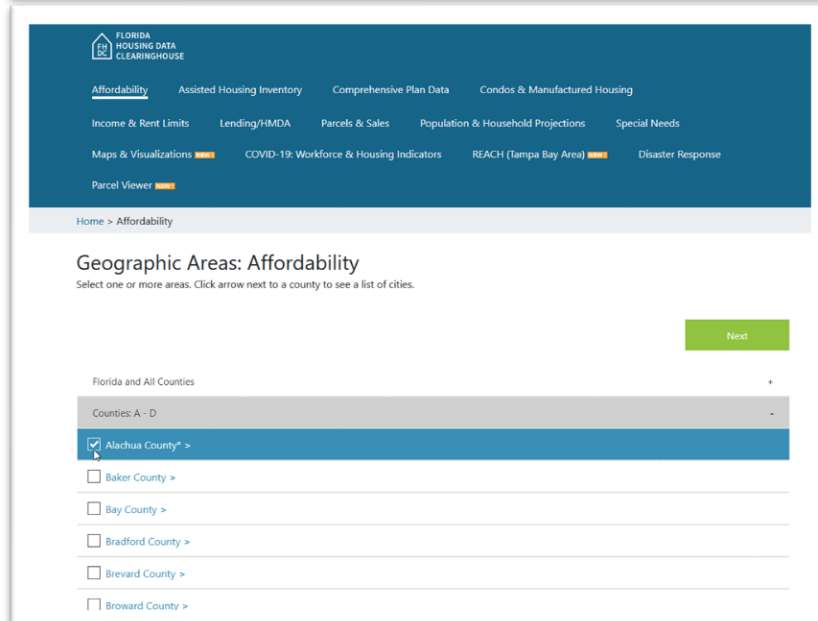 FLORIDA
HOUSING DATA
CLEARINGHOUSE
FH
DC
Affordability Assisted Housing Inventory Comprehensive Plan Data Condos & Manufactured Housing
Income & Rent Limits Lending/HMDA Parcels & Sales Population & Household Projections Special Needs
Maps & Visualizations NEW! COVID-19: Workforce & Housing Indicators REACH (Tampa Bay Area) NEW! Disaster Response
Parcel Viewer NEW!
Home > Affordability
Geographic Areas: Affordability
Select one or more areas. Click arrow next to a county to see a list of cities.
Next
Florida and All Counties +
Counties: A - D -
Alachua County* >
Baker County >
Bay County >
Bradford County >
Brevard County >
Broward County >